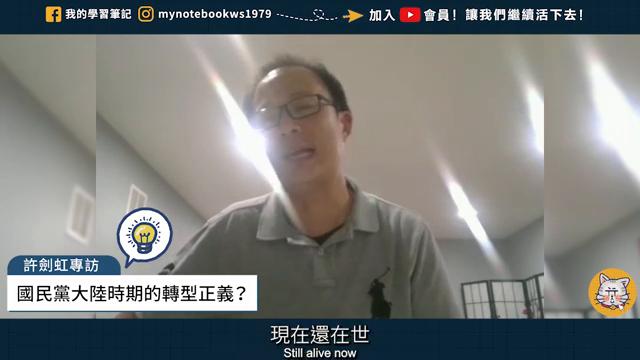 我的學習筆記 mynotebookws1979 加入 會員！讓我們繼續活下去！
許劍虹專訪
國民黨大陸時期的轉型正義？
現在還在世
Still alive now